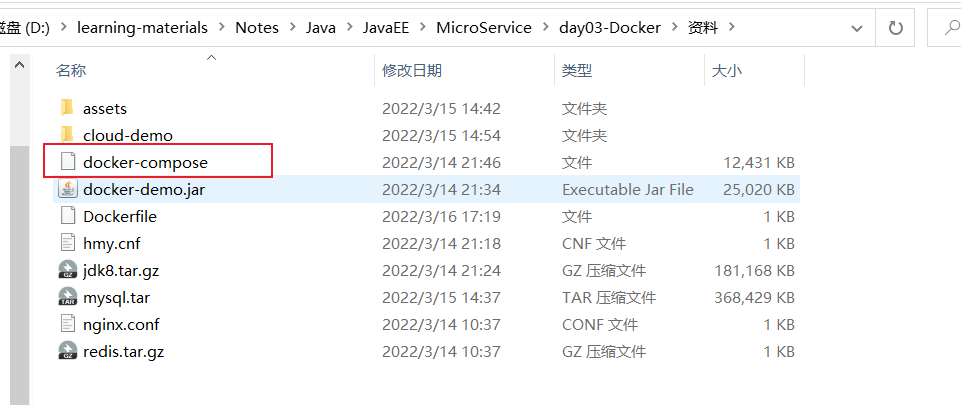 磁盘 (D:) > learning-materials > Notes > Java > JavaEE > MicroService > day03-Docker > 资料 >
名称 修改日期 类型 大小
assets 2022/3/15 14:42 文件夹
cloud-demo 2022/3/15 14:54 文件夹
docker-compose 2022/3/14 21:46 文件 12,431 KB
docker-demo.jar 2022/3/14 21:34 Executable Jar File 25,020 KB
Dockerfile 2022/3/16 17:19 文件 1 KB
hmy.cnf 2022/3/14 21:18 CNF 文件 1 KB
jdk8.tar.gz 2022/3/14 21:24 GZ 压缩文件 181,168 KB
mysql.tar 2022/3/15 14:37 TAR 压缩文件 368,429 KB
nginx.conf 2022/3/14 10:37 CONF 文件 1 KB
redis.tar.gz 2022/3/14 10:37 GZ 压缩文件 1 KB